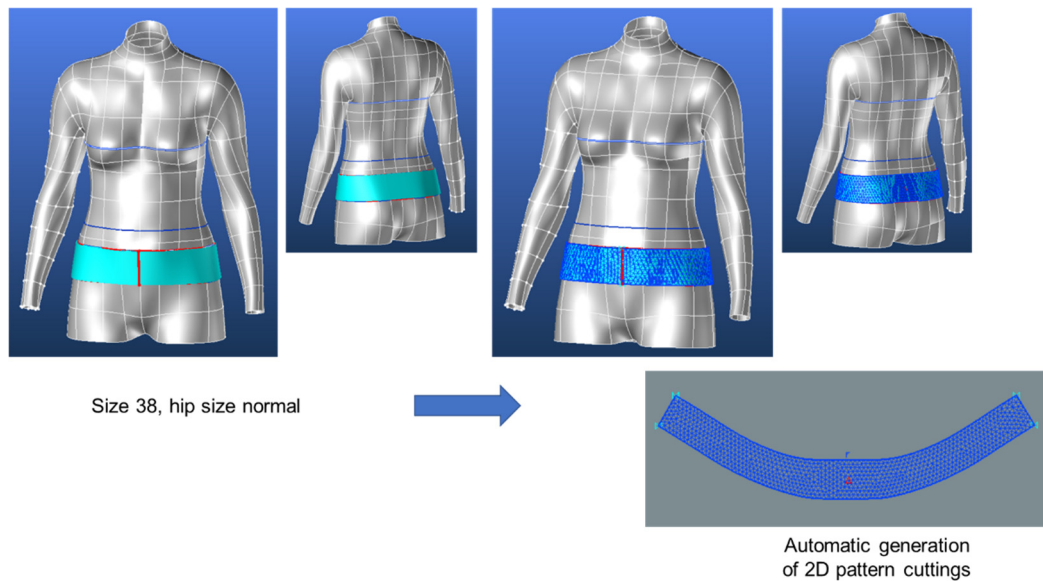 Size 38, hip size normal
r
Automatic generation
of 2D pattern cuttings